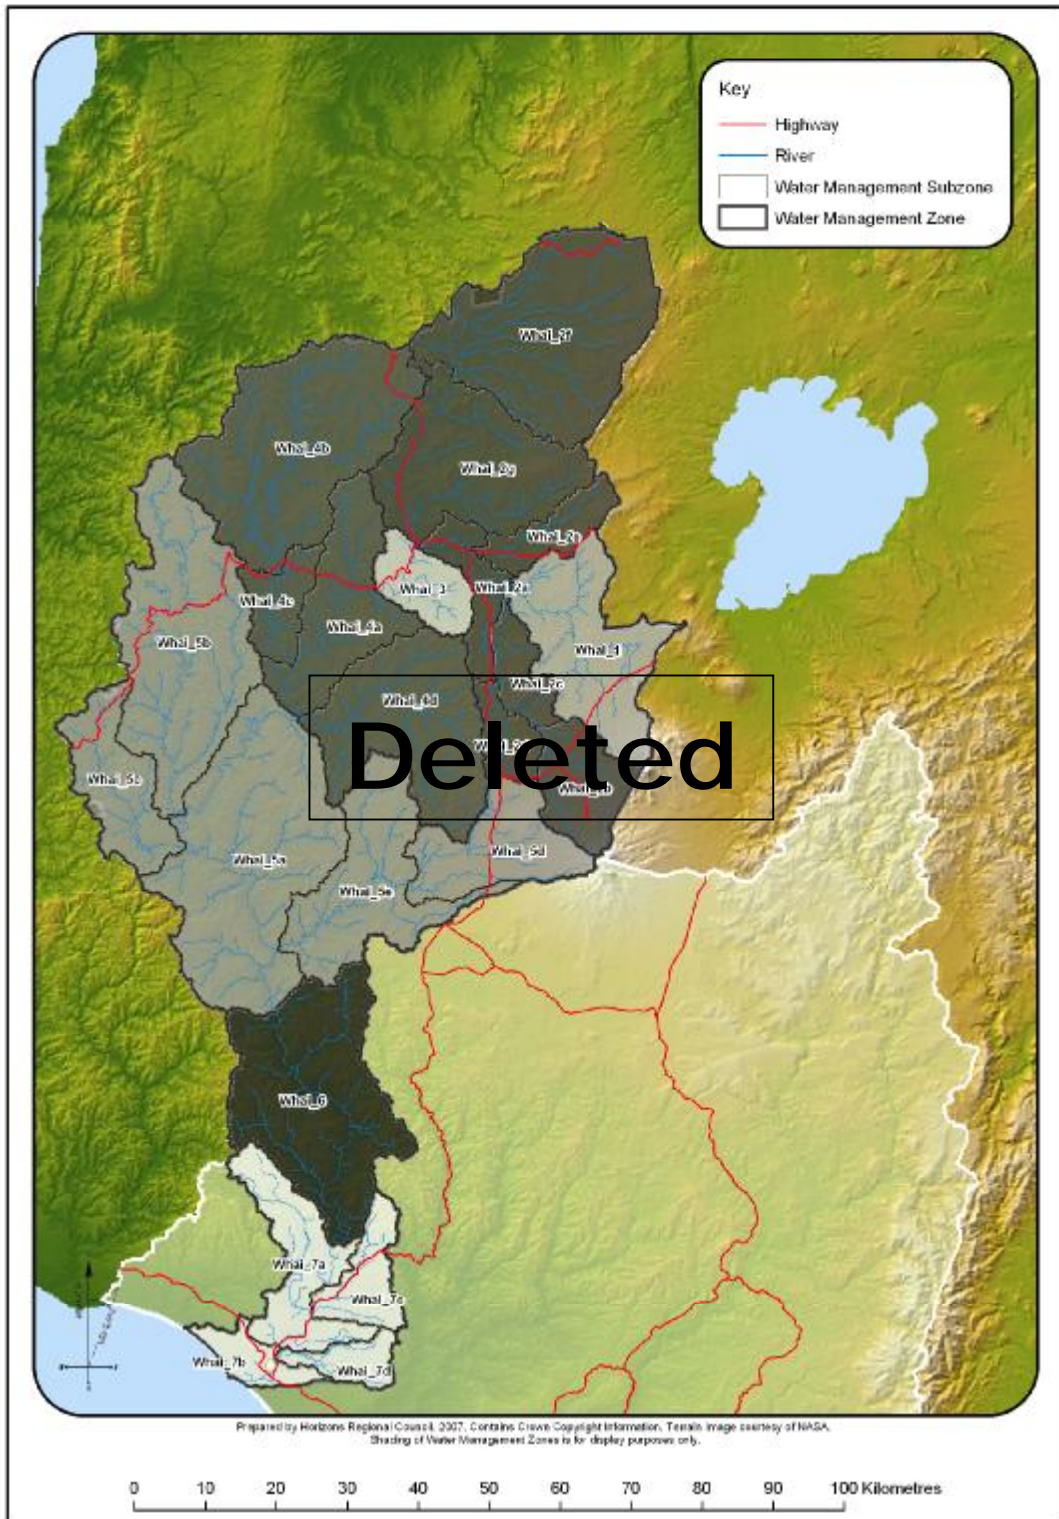 Key
Highway
River
Water Management Subzone
Water Management Zone
Whai_2f
Whai_4b
Whai_2g
Whai_2e
Whai_3
Whai_2a
Whai_4c
Whai_4a
Whai_5b
Whai_1
Whai_2c
Whai_4d
Deleted
Whai_5c
Whai_5d
Whai_5a
Whai_5e
Whai_6
Whai_7a
Whai_7c
Whai_7b
Whai_7d
Prepared by Horizons Regional Council, 2007. Contains Crown Copyright Information. Terrain Image courtesy of NASA.
Shading of Water Management Zones is for display purposes only.
0 10 20 30 40 50 60 70 80 90 100 Kilometres